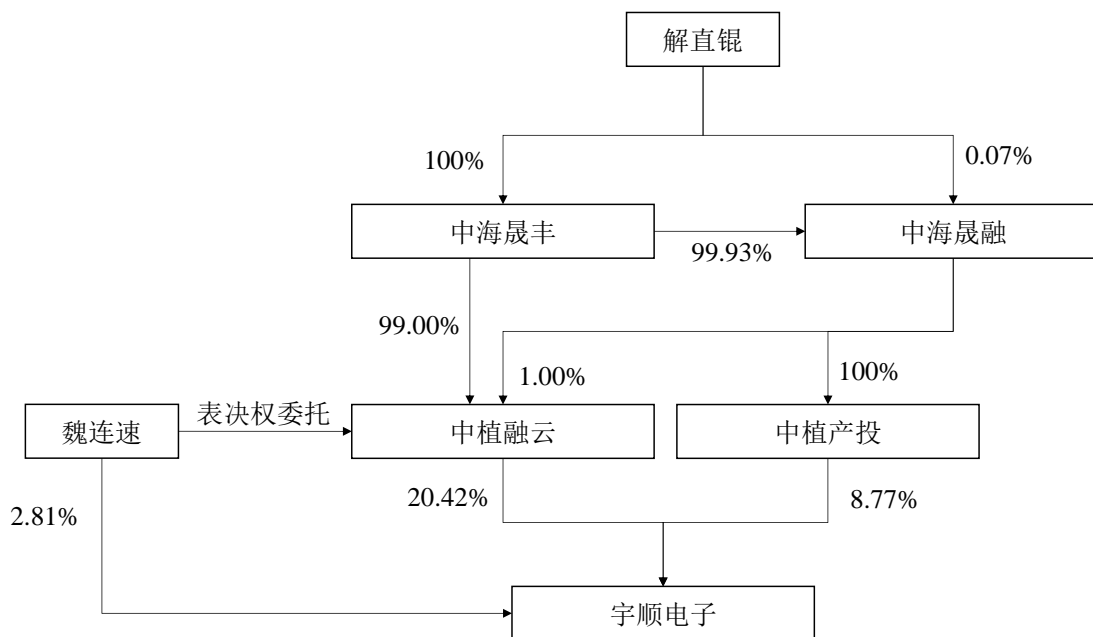 解直锟
100%
0.07%
中海晟丰
99.93%
中海晟融
99.00%
1.00%
100%
魏连速
表决权委托
中植融云
中植产投
2.81%
20.42%
8.77%
宇顺电子